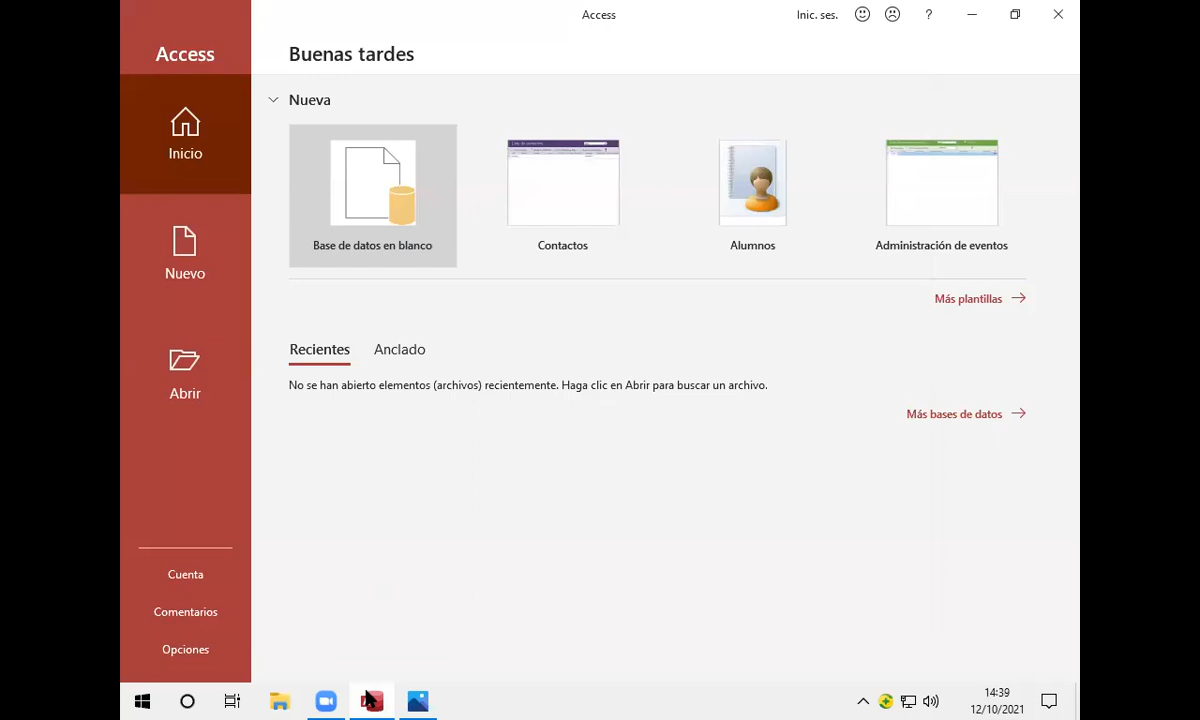 Access
Inic. ses.
?
Access
Buenas tardes
Nueva
Inicio
Nuevo
Abrir
Base de datos en blanco
Contactos
Alumnos
Administración de eventos
Más plantillas
Recientes
Anclado
No se han abierto elementos (archivos) recientemente. Haga clic en Abrir para buscar un archivo.
Más bases de datos
Cuenta
Comentarios
Opciones
14:39
12/10/2021